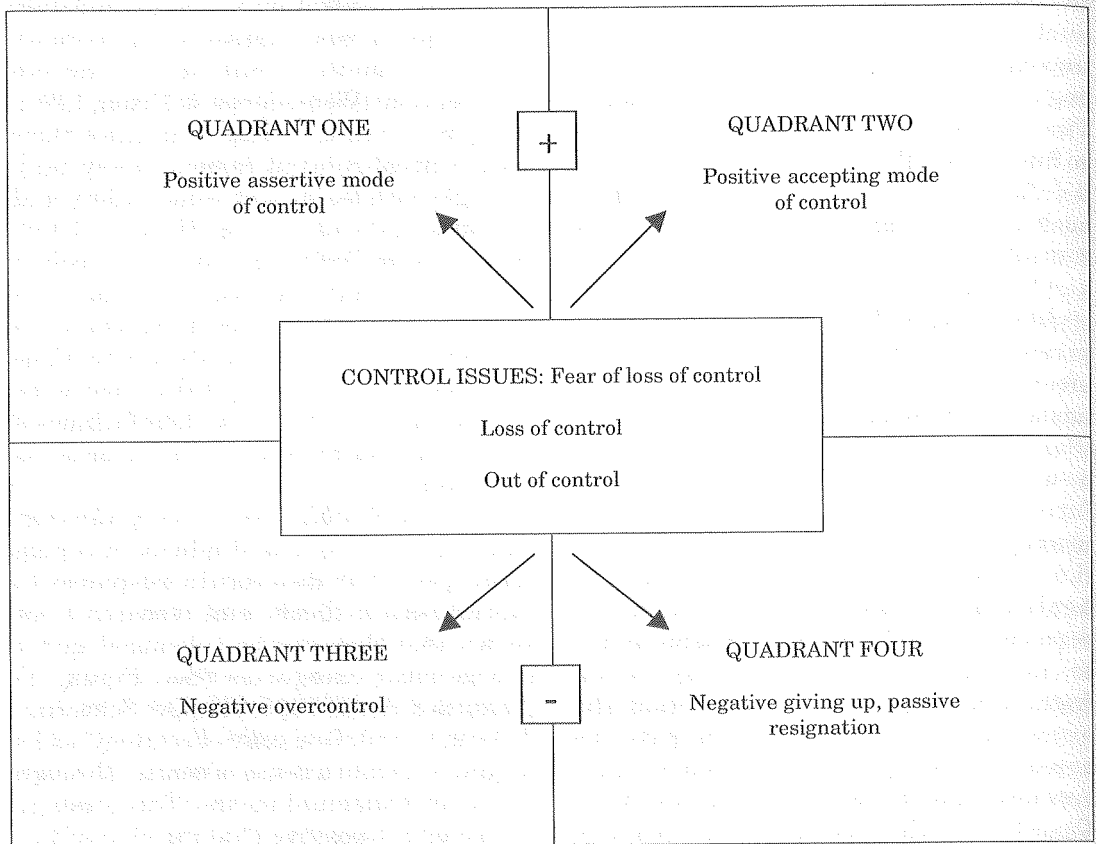 QUADRANT ONE
Positive assertive mode
of control
+
QUADRANT TWO
Positive accepting mode
of control
CONTROL ISSUES: Fear of loss of control
Loss of control
Out of control
QUADRANT THREE
Negative overcontrol
-
QUADRANT FOUR
Negative giving up, passive
resignation